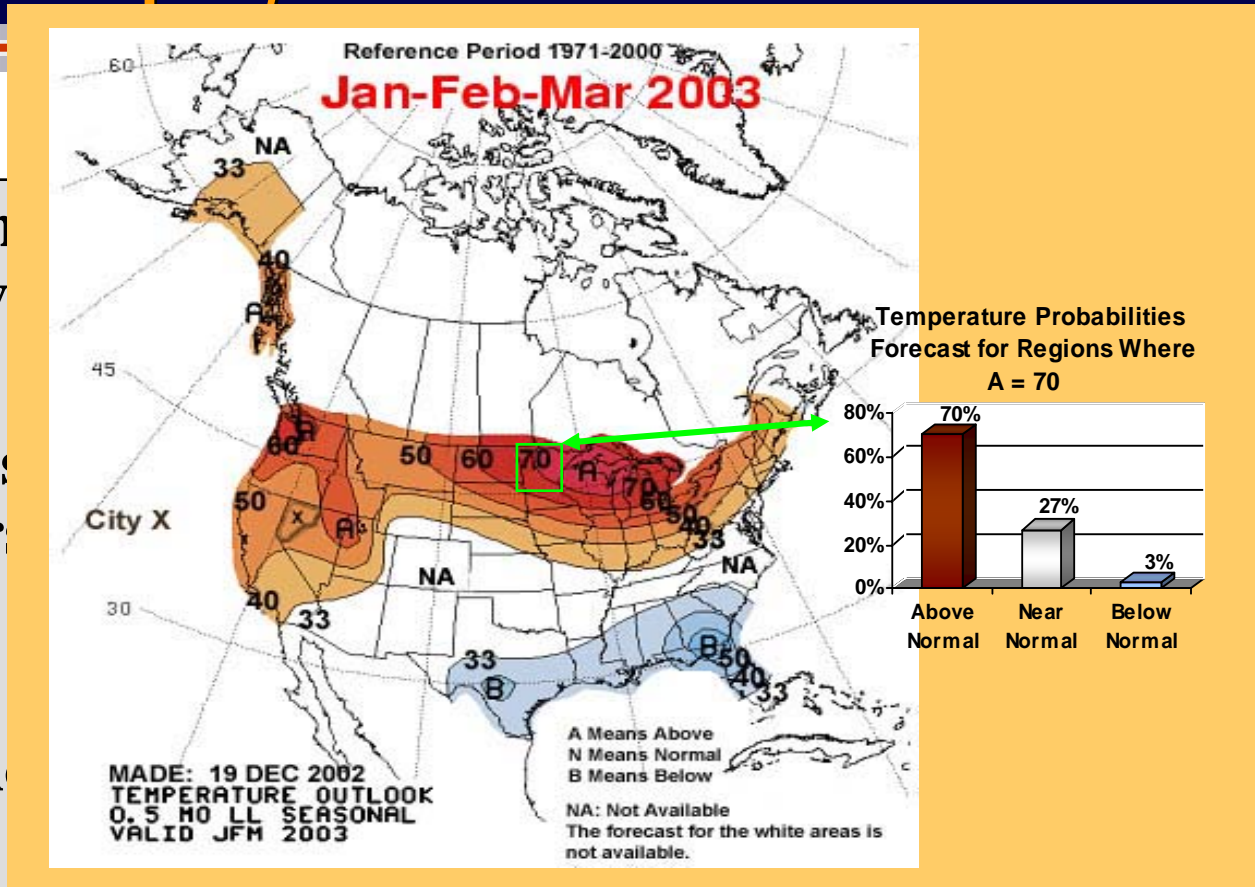 Reference Period 1971-2000
Jan-Feb-Mar 2003
60
NA
33
40
A
45
A
60
50
60
70
A
70
60
50
40
33
50
City X
x
A
NA
NA
30
40
33
33
B
B
50
40
33
A Means Above
N Means Normal
B Means Below
NA: Not Available
The forecast for the white areas is
not available.
MADE: 19 DEC 2002
TEMPERATURE OUTLOOK
0.5 MO LL SEASONAL
VALID JFM 2003
Temperature Probabilities
Forecast for Regions Where
A = 70
80%
60%
40%
20%
0%
70%
27%
3%
Above
Normal
Near
Normal
Below
Normal